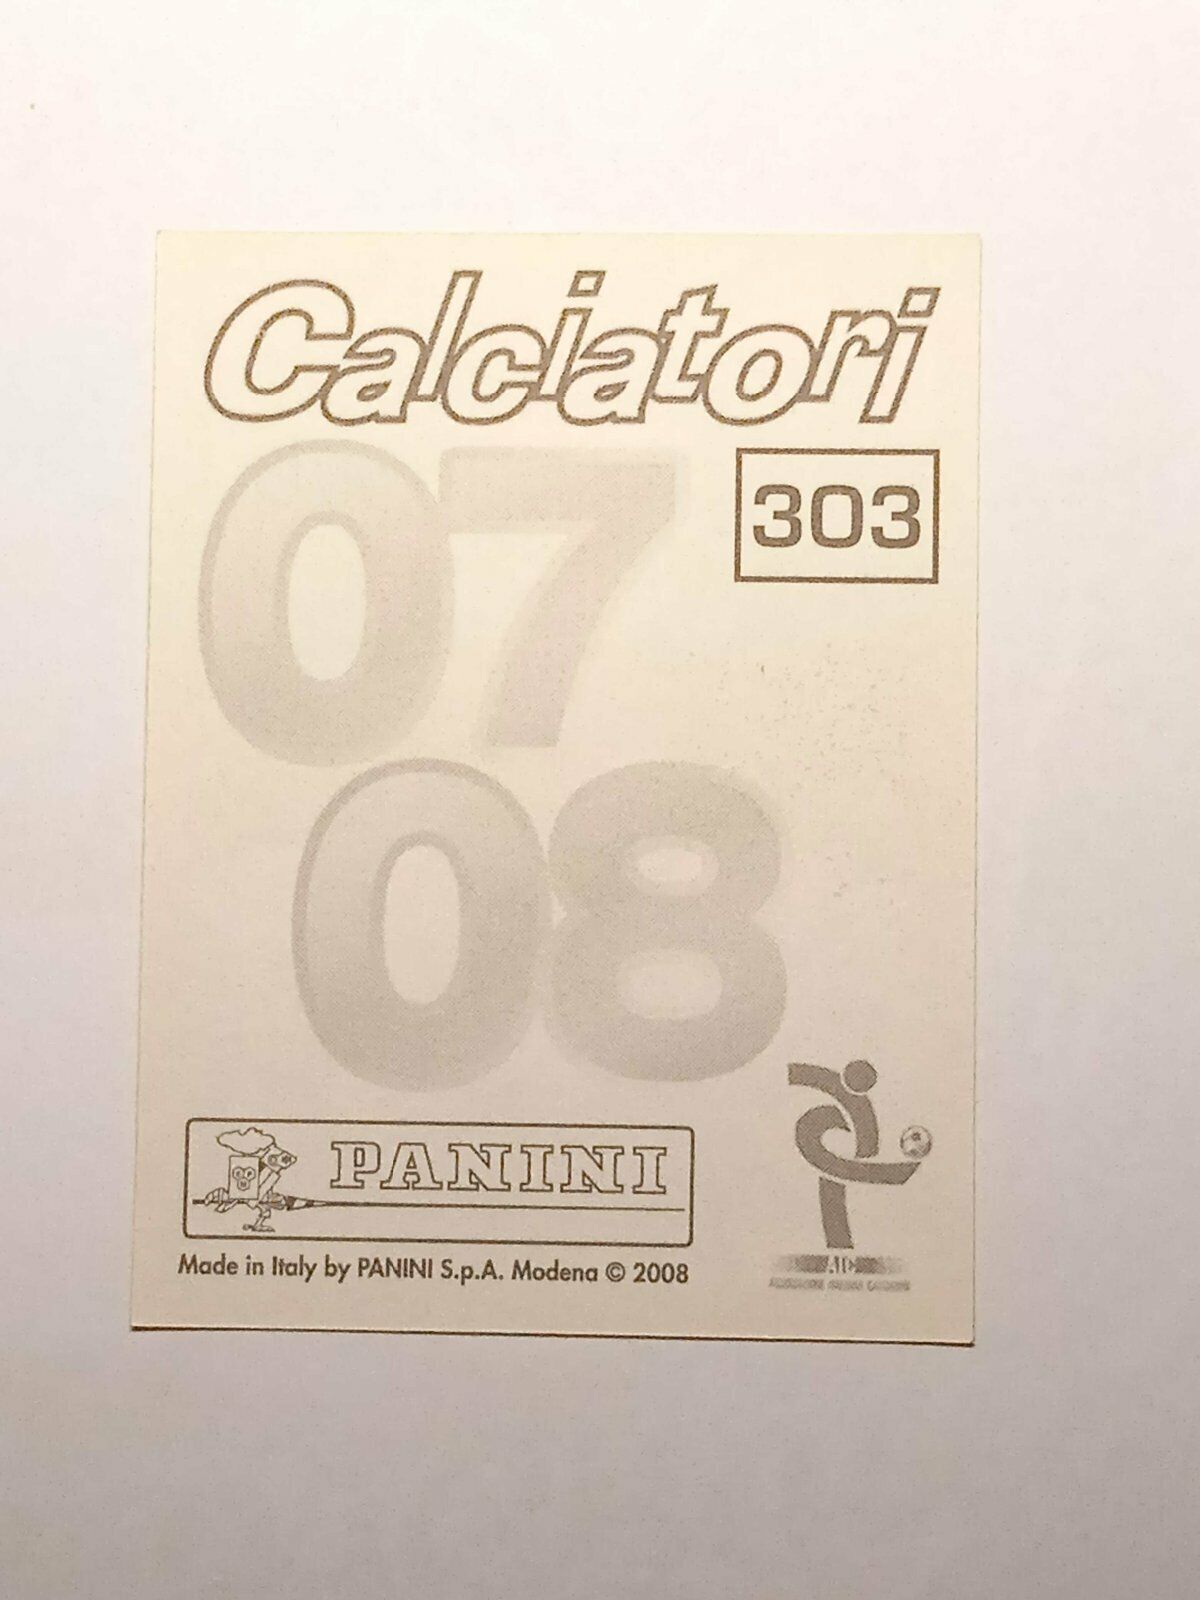 Calciatori
07
303
08
PANINI
Made in Italy by PANINI S.p.A. Modena © 2008